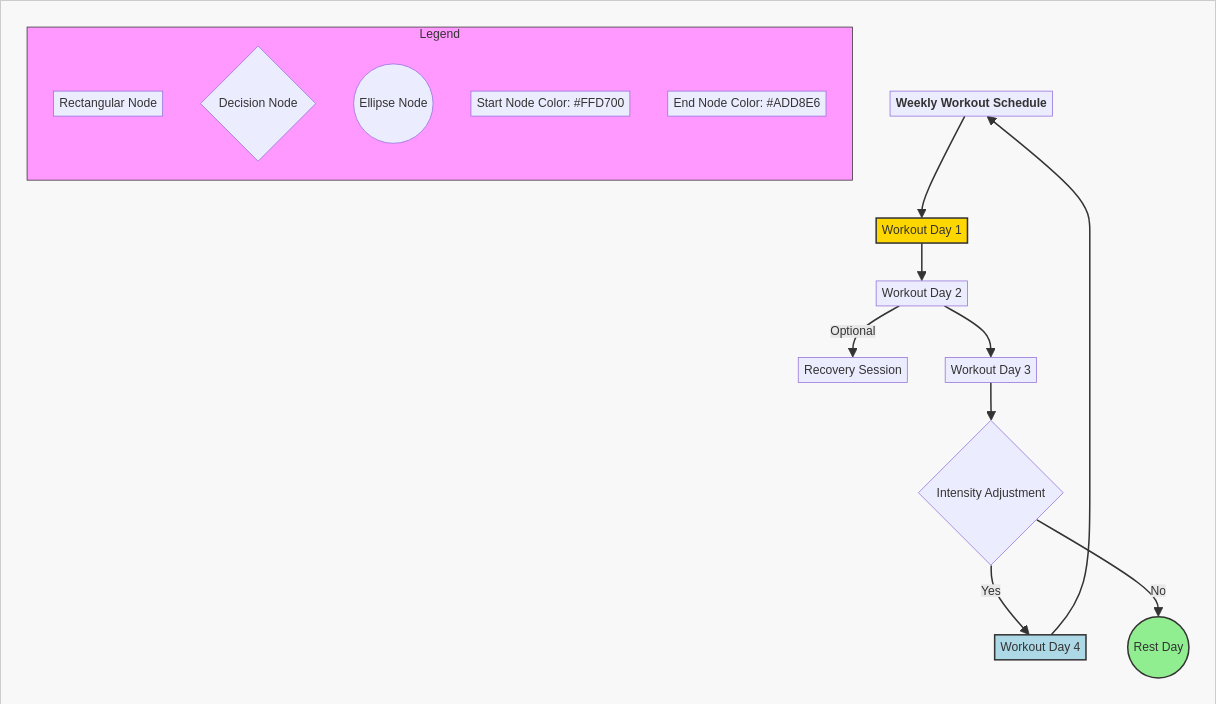 Legend
Rectangular Node
Decision Node
Ellipse Node
Start Node Color: #FFD700
End Node Color: #ADD8E6
Weekly Workout Schedule
Workout Day 1
Workout Day 2
Optional
Recovery Session
Workout Day 3
Intensity Adjustment
Yes
No
Workout Day 4
Rest Day